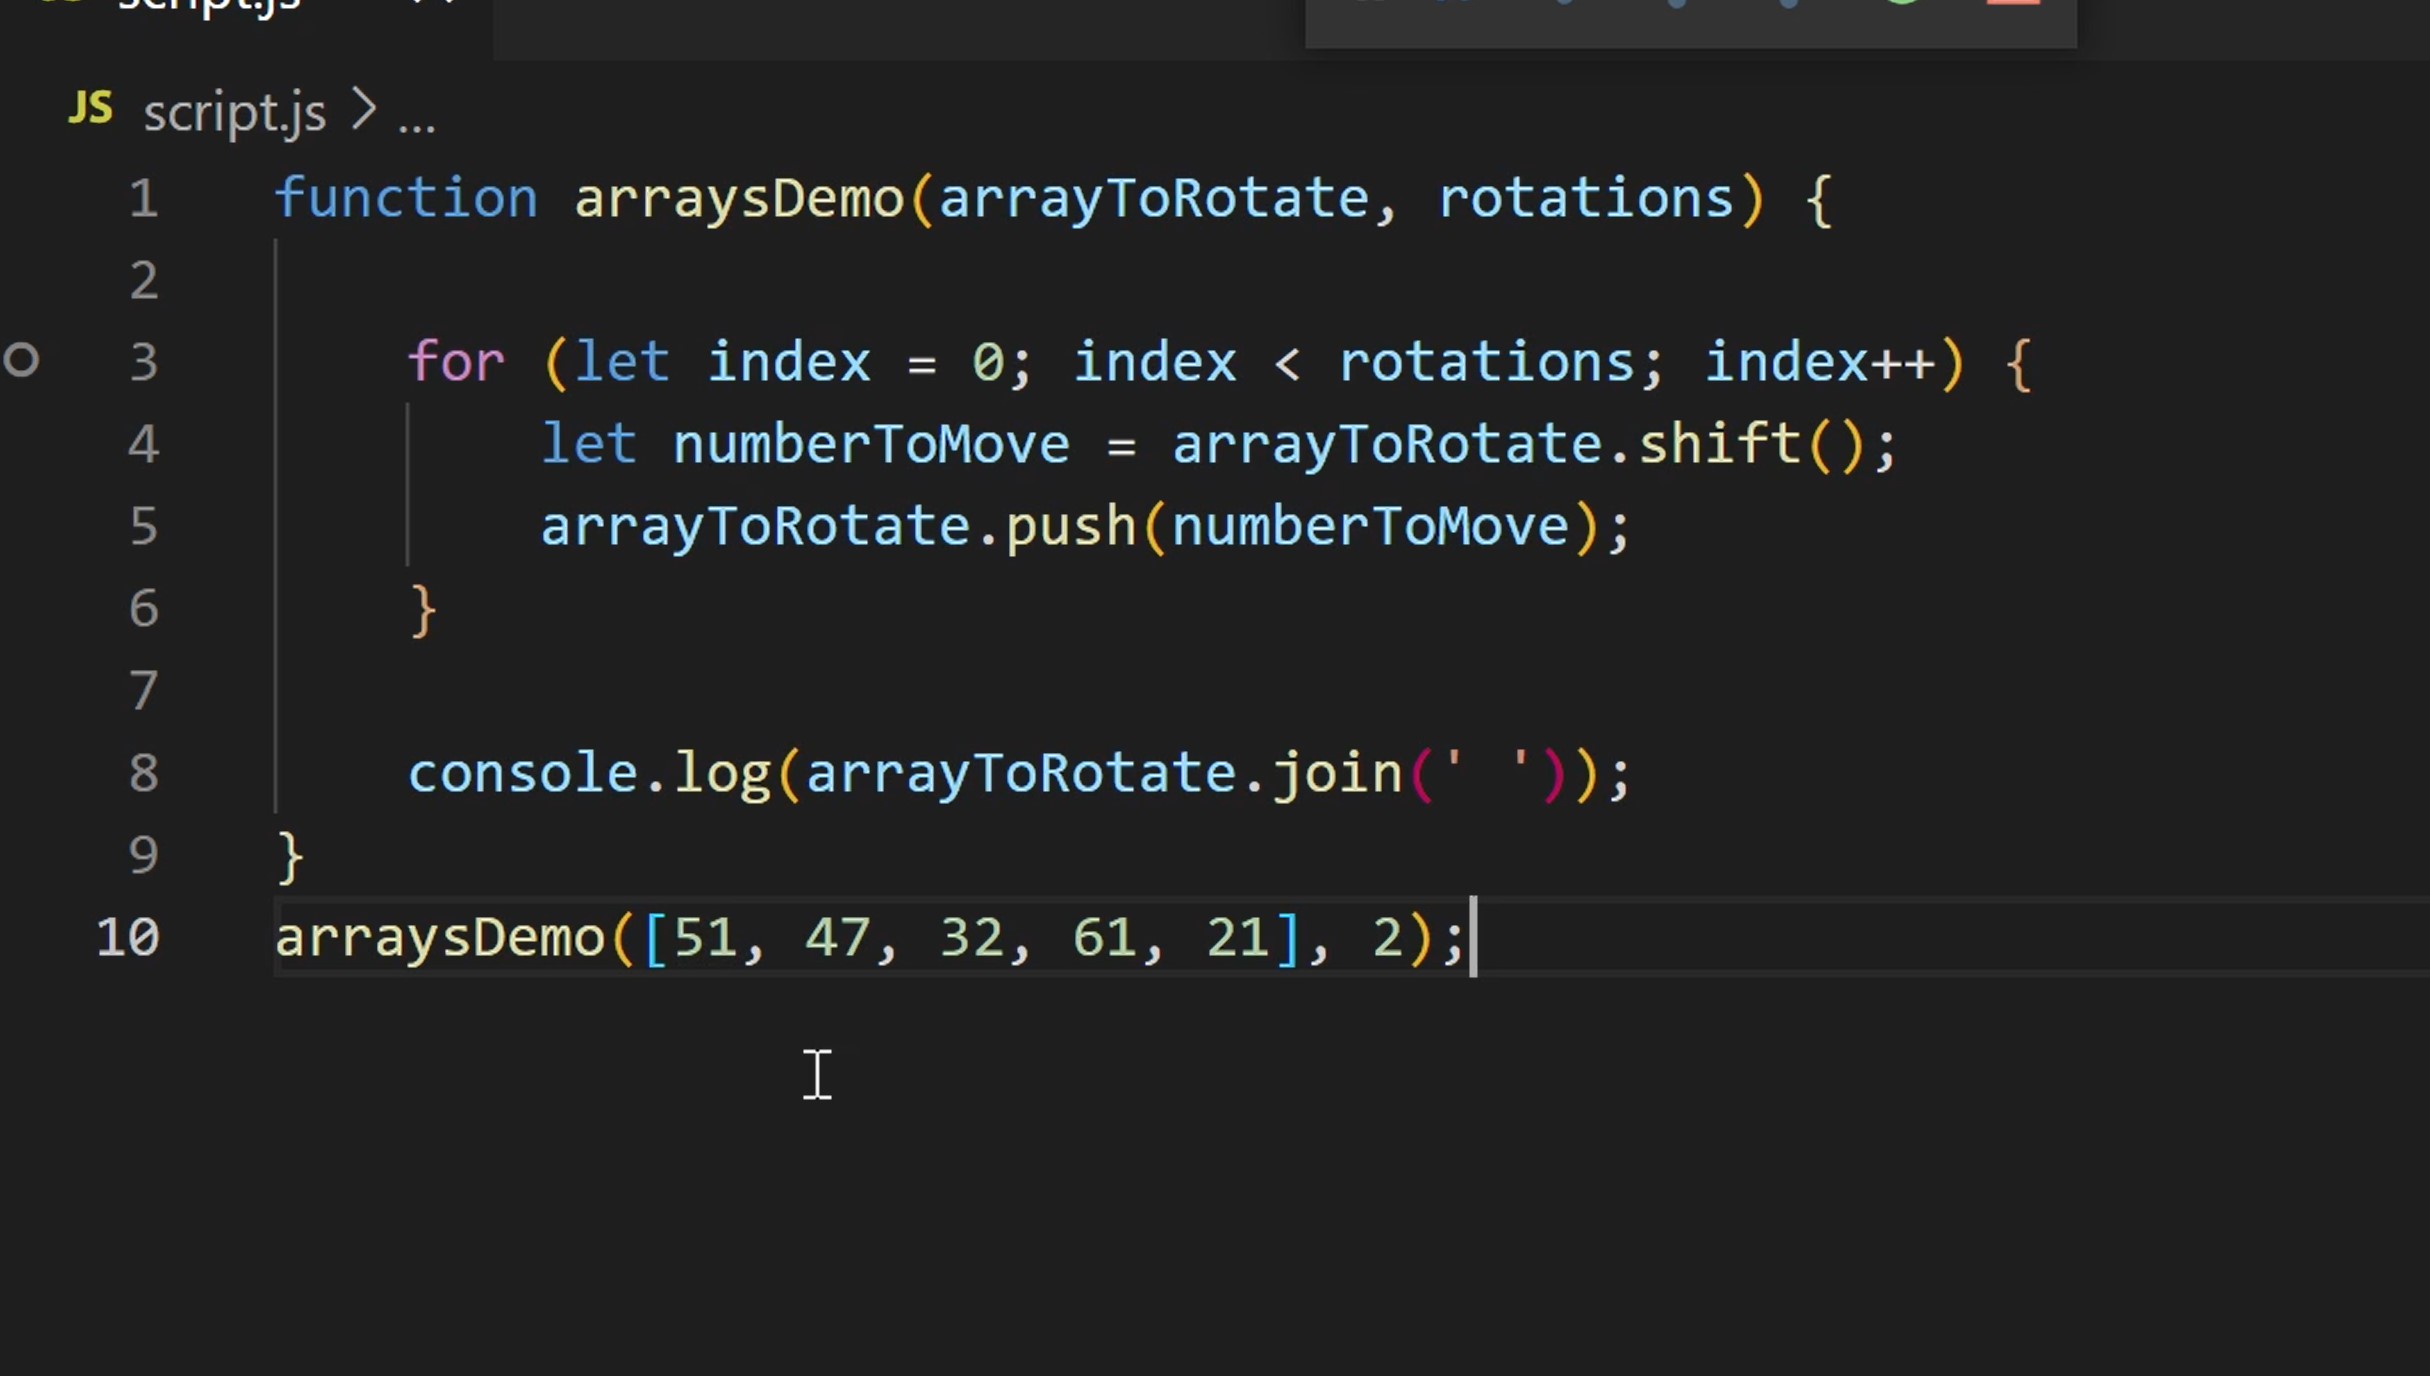 script.js
JS script.js > ...
1 function arraysDemo(arrayToRotate, rotations) {
2
3 for (let index = 0; index < rotations; index++) {
4 let numberToMove = arrayToRotate.shift();
5 arrayToRotate.push(numberToMove);
6 }
7
8 console.log(arrayToRotate.join(' '));
9 }
10 arraysDemo([51, 47, 32, 61, 21], 2);